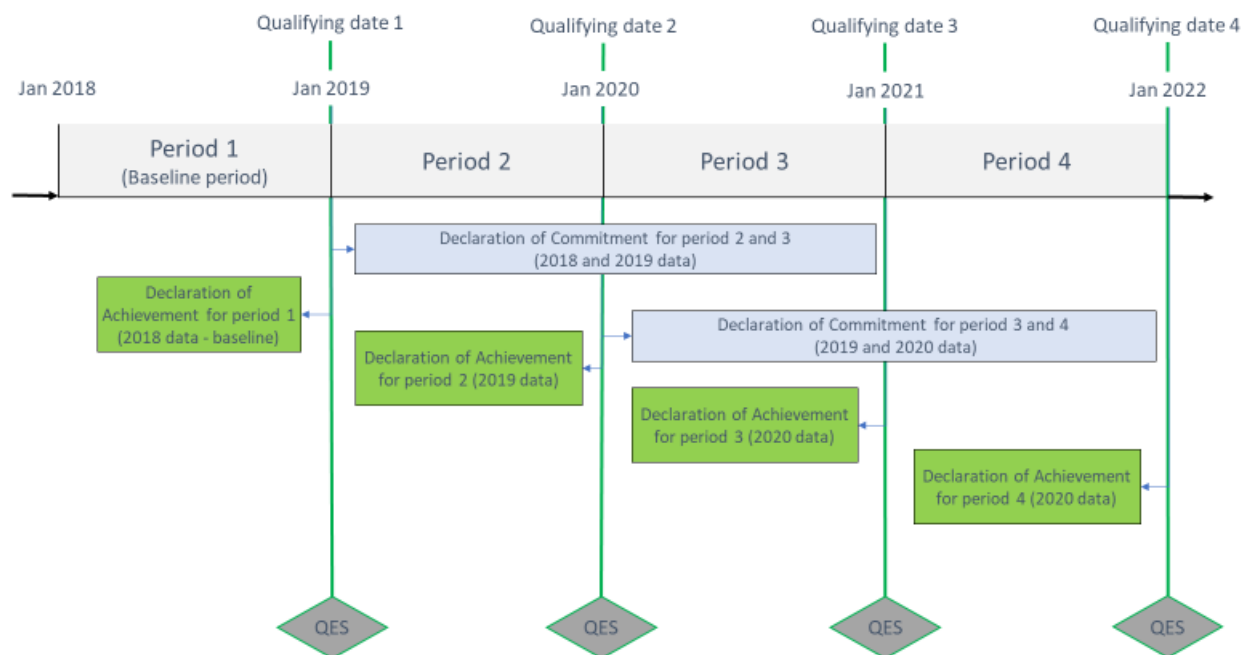 Qualifying date 1
Qualifying date 2
Qualifying date 3
Qualifying date 4
Jan 2018
Jan 2019
Jan 2020
Jan 2021
Jan 2022
Period 1
(Baseline period)
Period 2
Period 3
Period 4
Declaration of Commitment for period 2 and 3
(2018 and 2019 data)
Declaration of
Achievement for period 1
(2018 data - baseline)
Declaration of Commitment for period 3 and 4
(2019 and 2020 data)
Declaration of Achievement
for period 2 (2019 data)
Declaration of Achievement
for period 3 (2020 data)
Declaration of Achievement
for period 4 (2020 data)
QES
QES
QES
QES